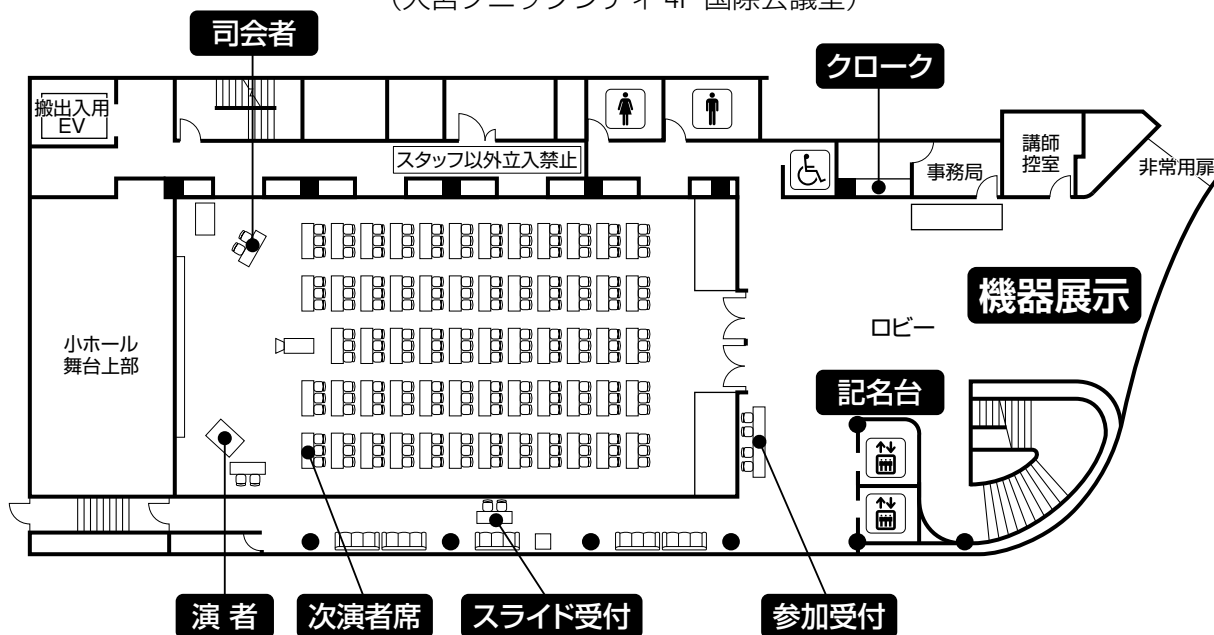 司会者
クローク
搬出入用
EV
スタッフ以外立入禁止
事務局
講師
控室
非常用扉
機器展示
小ホール
舞台上部
ロビー
記名台
演 者
次演者席
スライド受付
参加受付